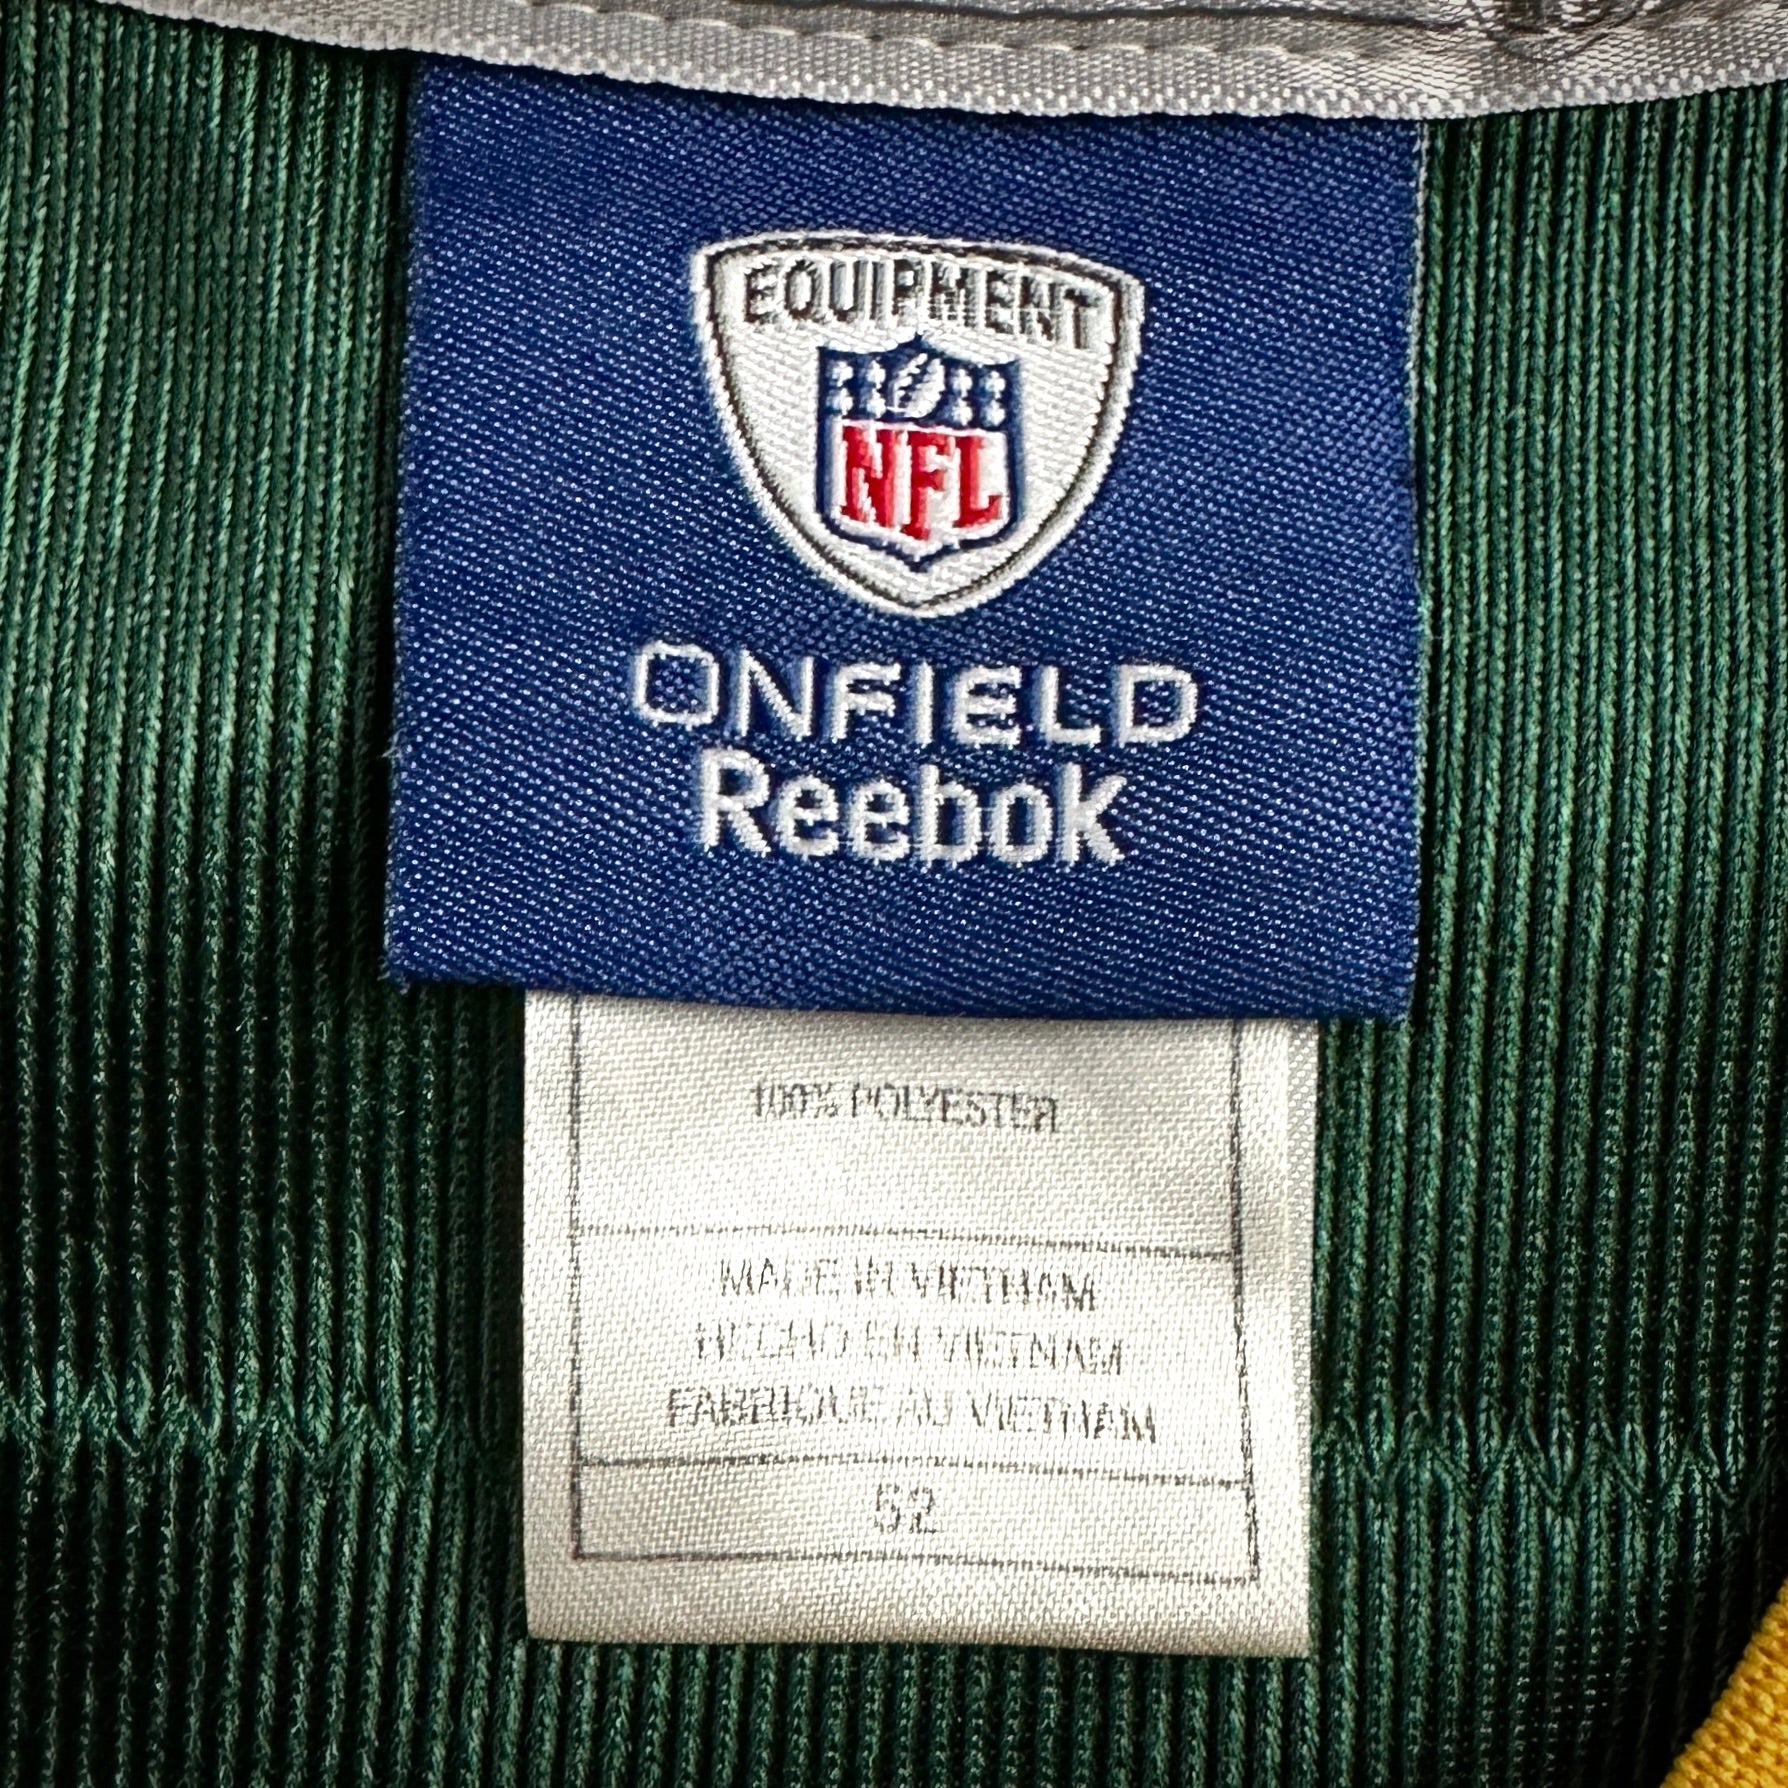 EQUIPMENT
NFL
ONFIELD
Reebok
100% POLYESTER
MADE IN VIETNAM
HECHO EN VIETNAM
FABRIQUE AU VIETNAM
52